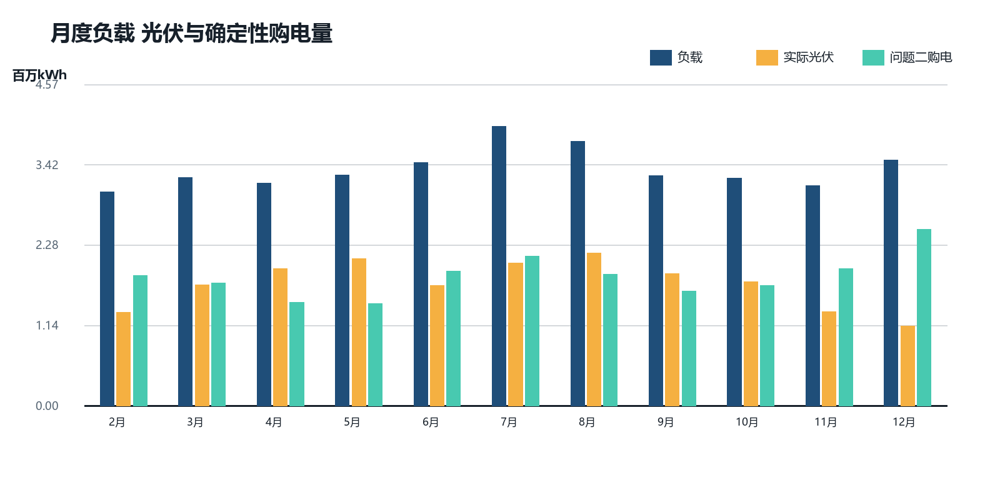 月度负载 光伏与确定性购电量
负载 实际光伏 问题二购电
百万kWh
4.57
3.42
2.28
1.14
0.00
2月 3月 4月 5月 6月 7月 8月 9月 10月 11月 12月